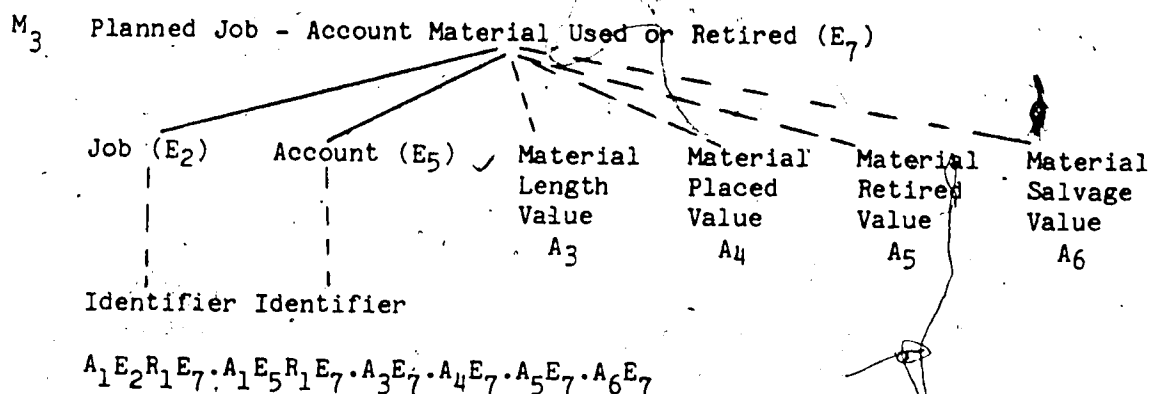 M₃ Planned Job - Account Material Used or Retired (E₇)
Job (E₂) Account (E₅) ✓ Material Material Material Material
Length Placed Retired Salvage
Value Value Value Value
A₃ A₄ A₅ A₆
Identifier Identifier
A₁E₂R₁E₇.A₁E₅R₁E₇.A₃E₇.A₄E₇.A₅E₇.A₆E₇